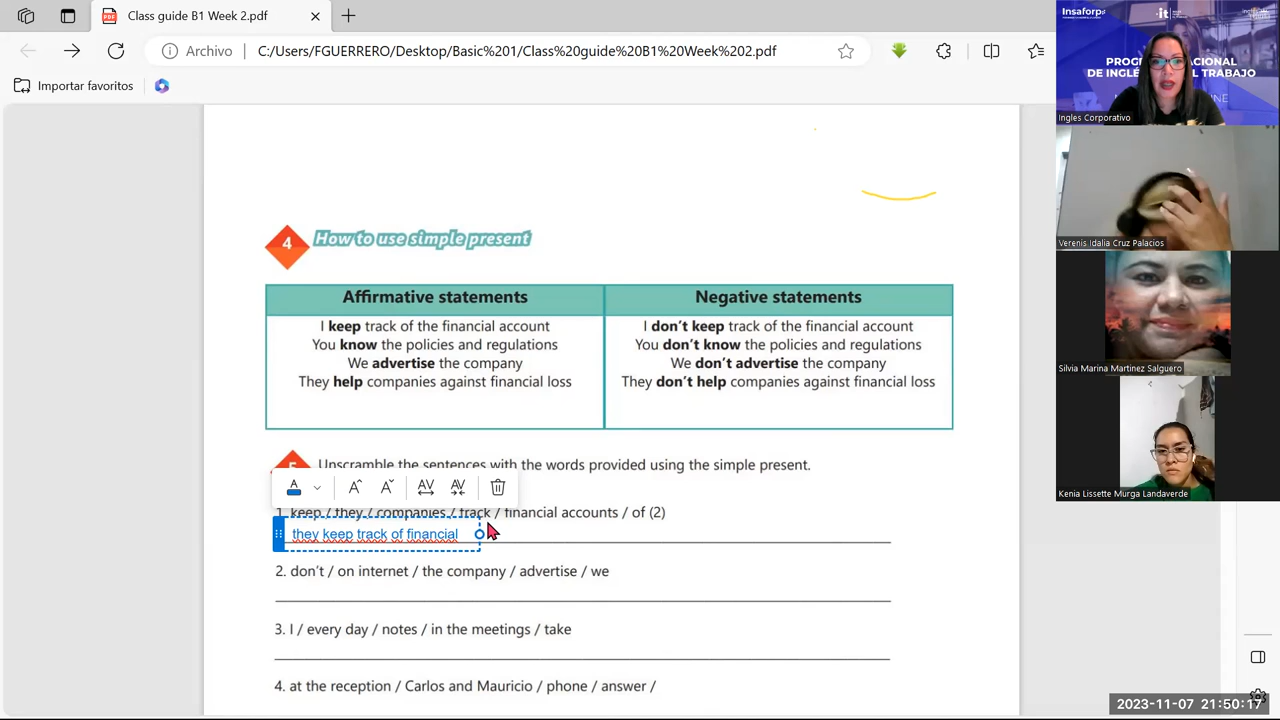 Class guide B1 Week 2.pdf
Archivo
C:/Users/FGUERRERO/Desktop/Basic%201/Class%20guide%20B1%20Week%202.pdf
Importar favoritos
4
How to use simple present
Affirmative statements
Negative statements
I keep track of the financial account
I don't keep track of the financial account
You know the policies and regulations
You don't know the policies and regulations
We advertise the company
We don't advertise the company
They help companies against financial loss
They don't help companies against financial loss
5
Unscramble the sentences with the words provided using the simple present.
1. keep / they / companies / track / financial accounts / of (2)
they keep track of financial
2. don't / on internet / the company / advertise / we
3. I / every day / notes / in the meetings / take
4. at the reception / Carlos and Mauricio / phone / answer /
Insaforp
Ingles Corporativo
Verenis Idalia Cruz Palacios
Silvia Marina Martinez Salguero
Kenia Lissette Murga Landaverde
2023-11-07 21:50:17